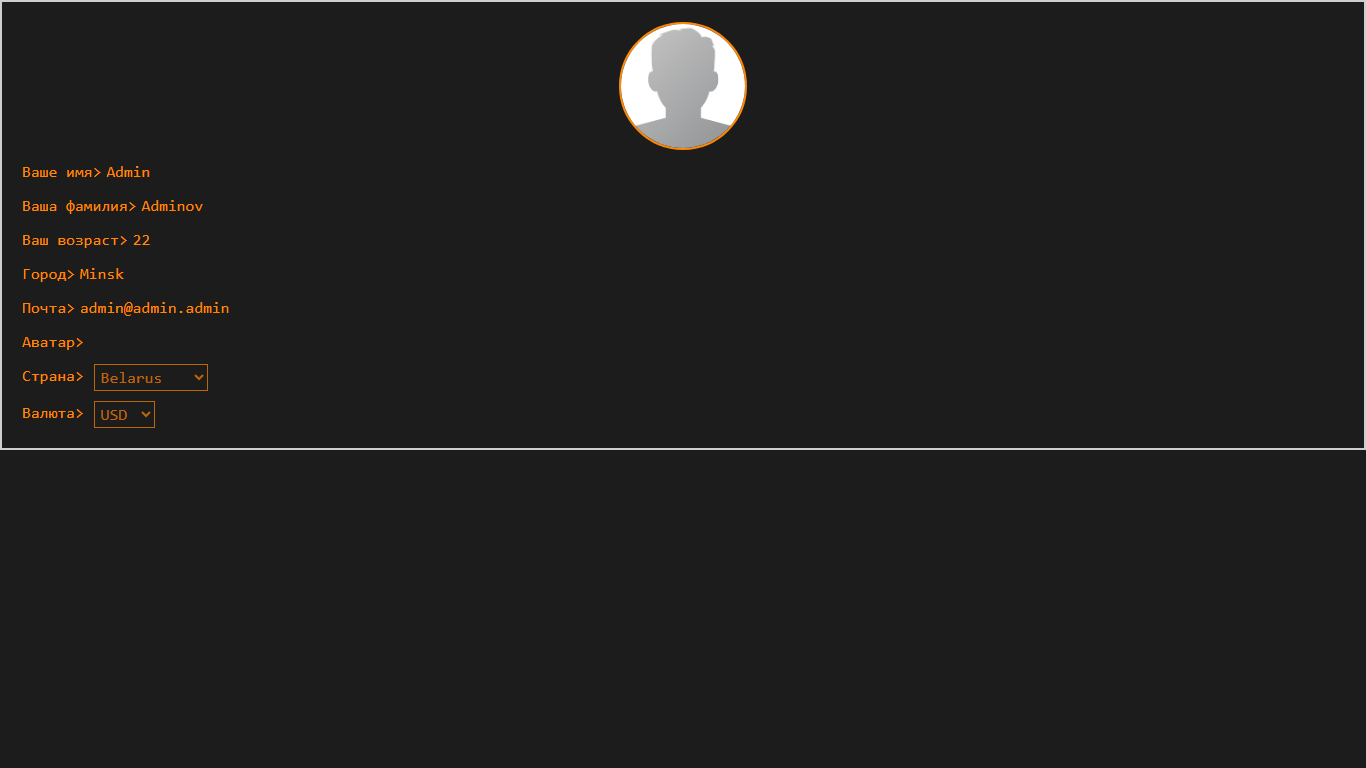 Ваше имя> Admin
Ваша фамилия> Adminov
Ваш возраст> 22
Город> Minsk
Почта> admin@admin.admin
Аватар>
Страна> Belarus
Валюта> USD